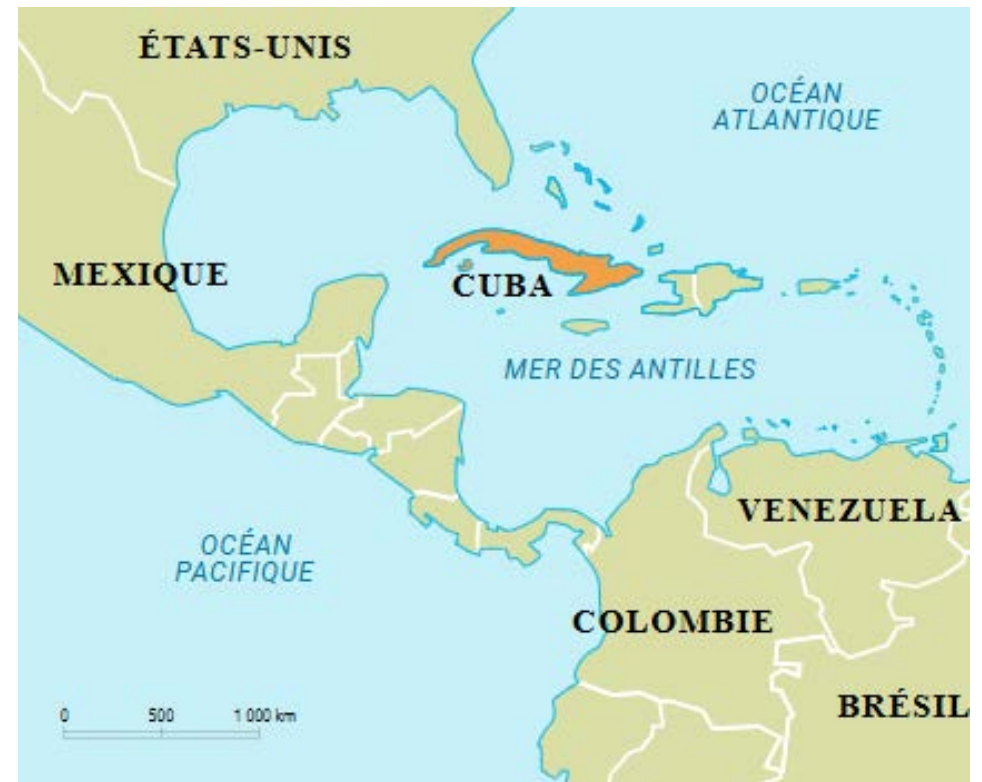 ÉTATS-UNIS
OCÉAN
ATLANTIQUE
MEXIQUE
CUBA
MER DES ANTILLES
VENEZUELA
OCÉAN
PACIFIQUE
COLOMBIE
BRÉSIL
0 500 1 000 km